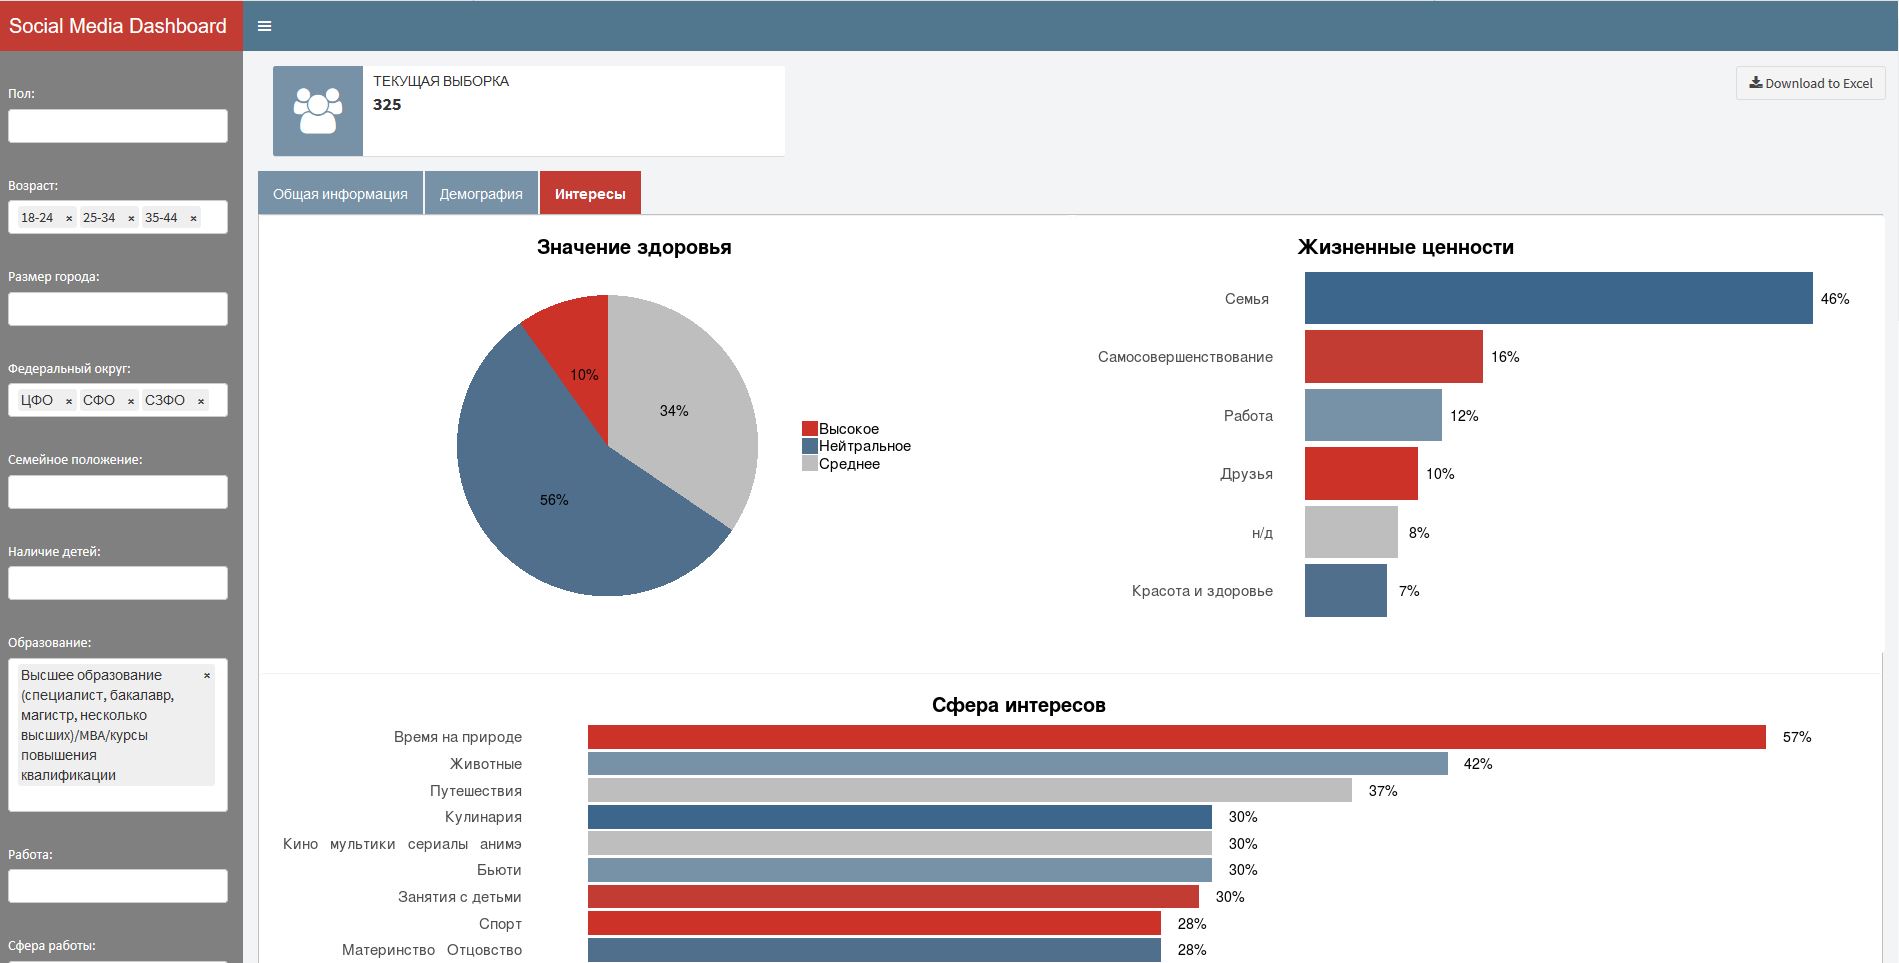 Social Media Dashboard
Пол:
Возраст:
18-24 × 25-34 × 35-44 ×
Размер города:
Федеральный округ:
ЦФО × СФО × СЗФО ×
Семейное положение:
Наличие детей:
Образование:
Высшее образование ×
(специалист, бакалавр,
магистр, несколько
высших)/MBA/курсы
повышения
квалификации
Работа:
Сфера работы:
ТЕКУЩАЯ ВЫБОРКА
325
Download to Excel
Общая информация
Демография
Интересы
Значение здоровья
10%
34%
56%
Высокое
Нейтральное
Среднее
Жизненные ценности
Семья 46%
Самосовершенствование 16%
Работа 12%
Друзья 10%
н/д 8%
Красота и здоровье 7%
Сфера интересов
Время на природе 57%
Животные 42%
Путешествия 37%
Кулинария 30%
Кино мультики сериалы анимэ 30%
Бьюти 30%
Занятия с детьми 30%
Спорт 28%
Материнство Отцовство 28%